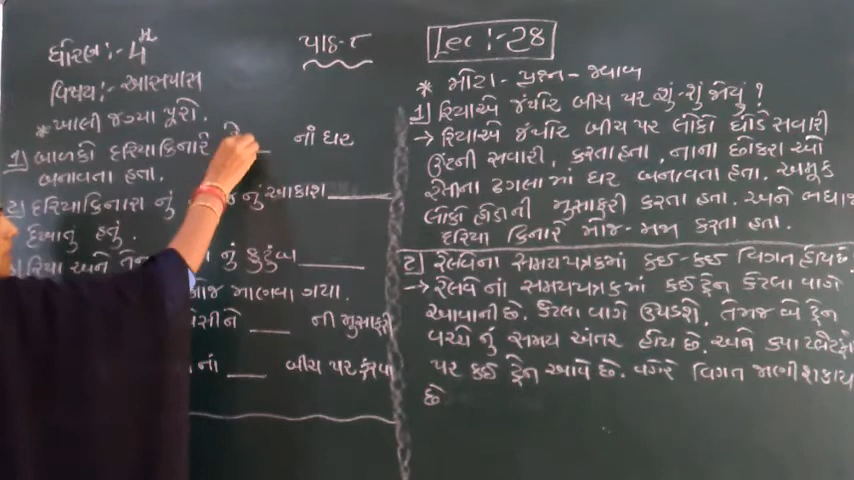 ધોરણ:- 4th
વિષય:- આસપાસ
* ખાલી જગ્યા પૂરો.
1) બાળકો દરિયાકિનારે રે નાં ઘર
બનાવતા હતા.
2) દરિયાકિનારા નું નું આકાશ
દેખાતું હતું.
રિયા અને તેન નું કુટુંબ
મોજ માણવા ગયા.
બેસીને ની મુસાફરી
નાં બીચ પર ફરવા
પાઠ-૮
Lec :- 28
* મોટા - પ્રશ્ન - જવાબ
1] રિયાએ જંપોર બીચ પર શું-શું જોયું ?
→ રિયાએ જંપોર બીચ પર લોકો ઘોડે સવારી
ઉંટની સવારી, કરતા હતા, નાના છોકરા ઓ
રેતીના ઢગલા માં ઘર બનાવતા હતા. અમૂક
લોકો હોડી ની મુસાફરી કરતા હતા. અને બધા
દરિયા કિનારે મોજ-મજા કરતા હતા.
2] રેલવેના સમયપત્રકમાં કઈ-કઈ વિગત હોય છે.
→ રેલવે નાં સમયપત્રકમાં કઈ ટ્રેન કેટલા વાગે
આવાની છે. કેટલા વાગે ઉપડશે. તેમજ બે ટ્રેન
વચ્ચે નું સમય અંતર હોય છે. અને કયા પ્લેટફો
પર કઈ ટ્રેન આવે છે. વગેરે વિગત જાણી શકાય
છે